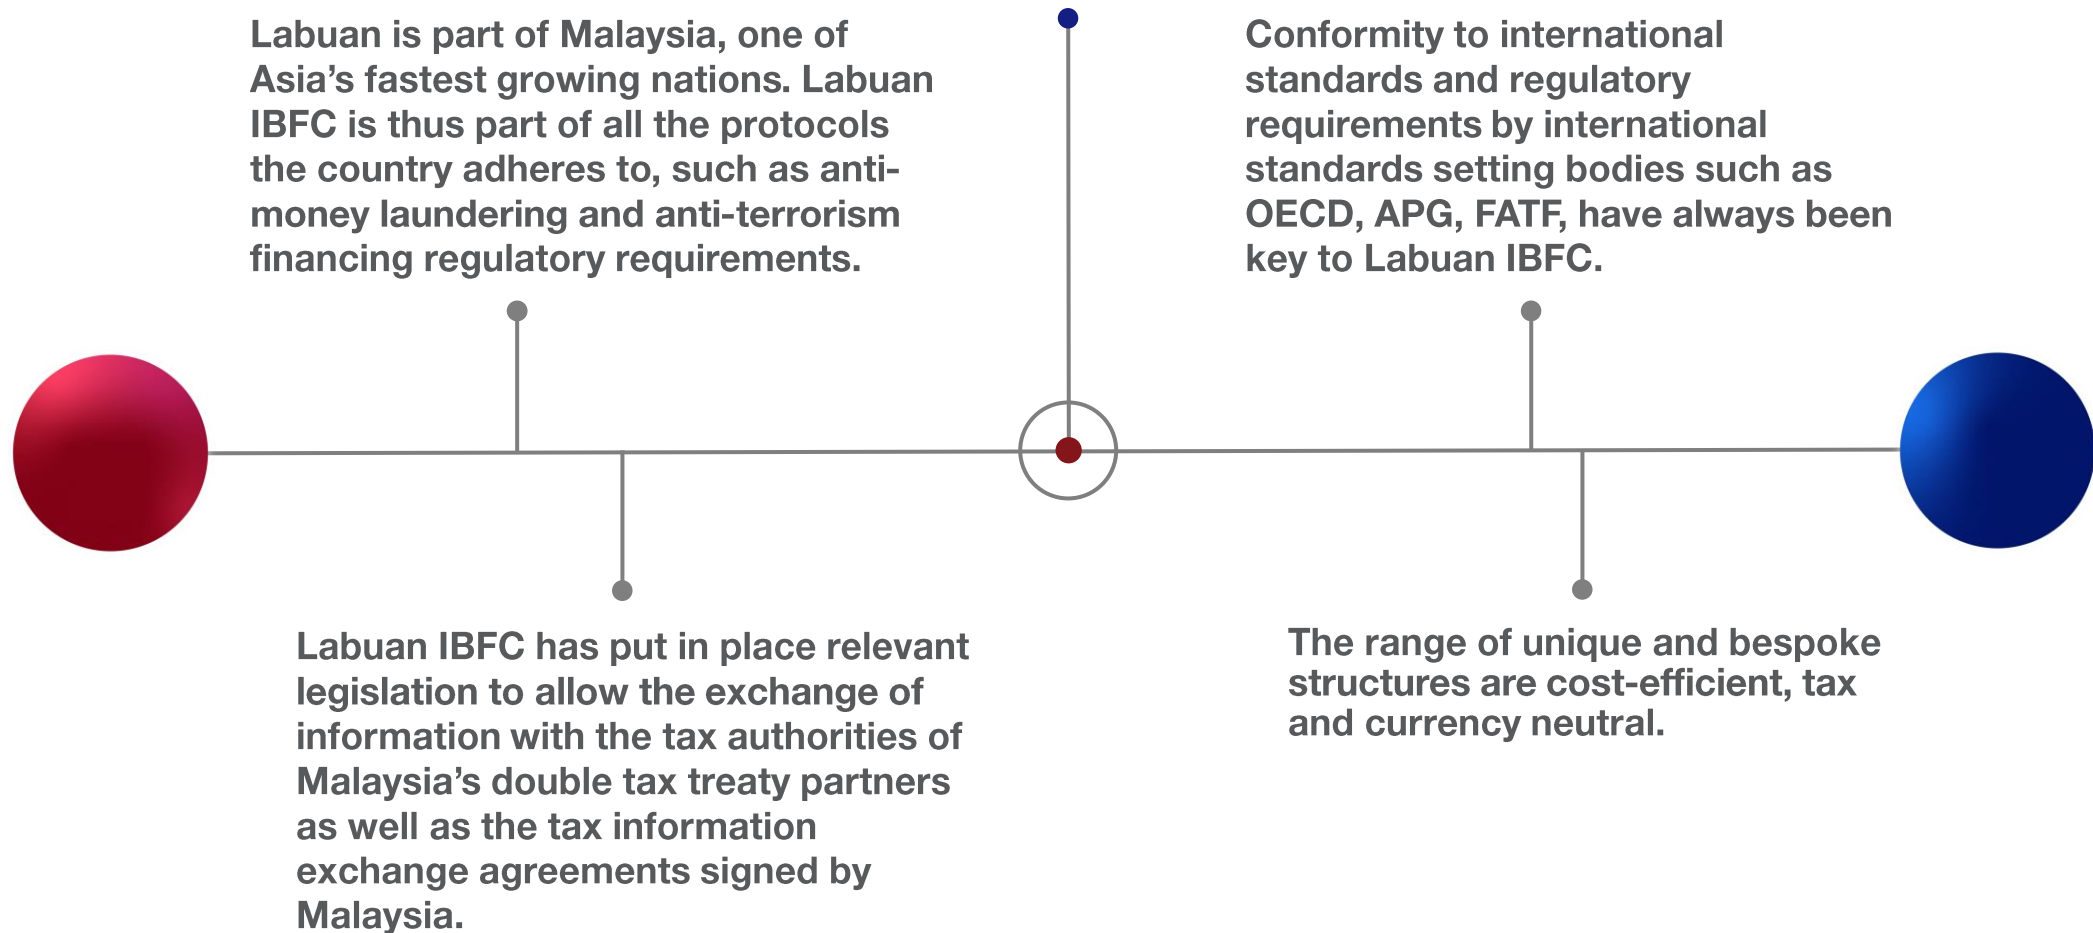 Labuan is part of Malaysia, one of
Asia’s fastest growing nations. Labuan
IBFC is thus part of all the protocols
the country adheres to, such as anti-
money laundering and anti-terrorism
financing regulatory requirements.
Conformity to international
standards and regulatory
requirements by international
standards setting bodies such as
OECD, APG, FATF, have always been
key to Labuan IBFC.
Labuan IBFC has put in place relevant
legislation to allow the exchange of
information with the tax authorities of
Malaysia’s double tax treaty partners
as well as the tax information
exchange agreements signed by
Malaysia.
The range of unique and bespoke
structures are cost-efficient, tax
and currency neutral.